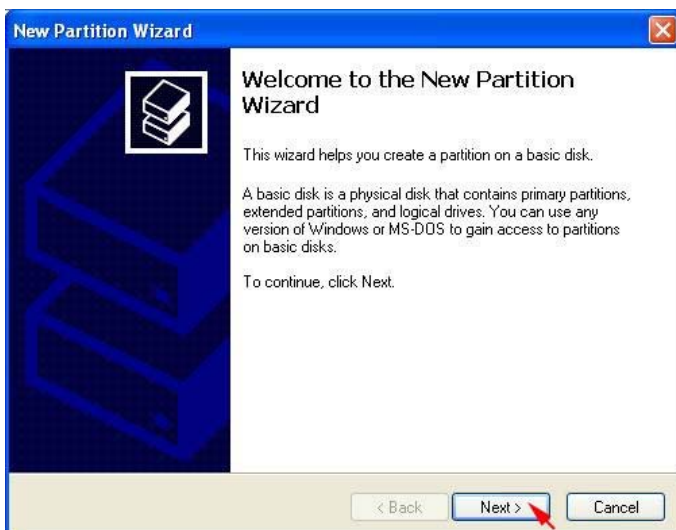 New Partition Wizard
Welcome to the New Partition
Wizard
This wizard helps you create a partition on a basic disk.
A basic disk is a physical disk that contains primary partitions,
extended partitions, and logical drives. You can use any
version of Windows or MS-DOS to gain access to partitions
on basic disks.
To continue, click Next.
< Back Next > Cancel